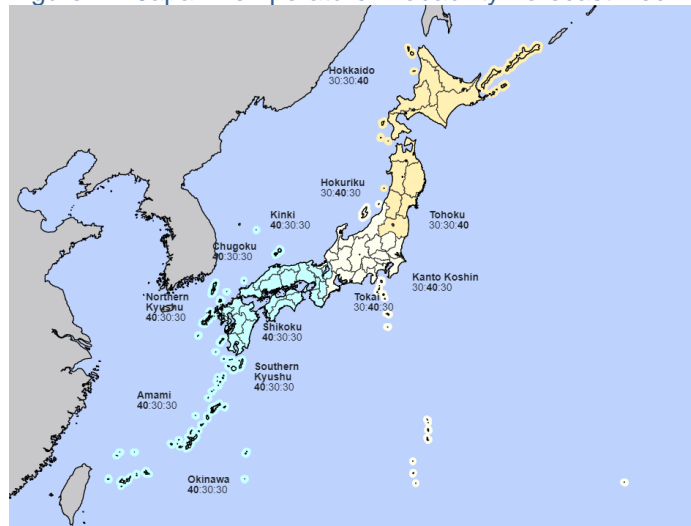 Hokkaido
30:30:40
Hokuriku
30:40:30
Kinki
40:30:30
Tohoku
30:30:40
Chugoku
40:30:30
Kanto Koshin
30:40:30
Northern
Kyushu
40:30:30
Tokai
30:40:30
Shikoku
40:30:30
Southern
Kyushu
40:30:30
Amami
40:30:30
Okinawa
40:30:30